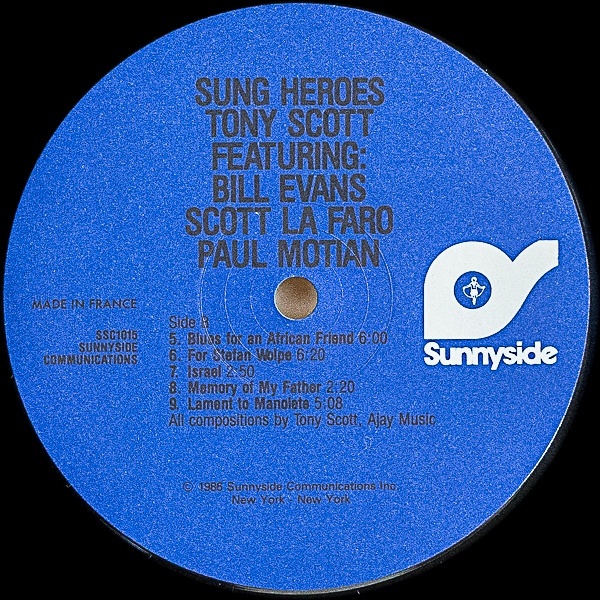 SUNG HEROES
TONY SCOTT
FEATURING:
BILL EVANS
SCOTT LA FARO
PAUL MOTIAN
MADE IN FRANCE
SSC1015
SUNNYSIDE
COMMUNICATIONS
Side B
5. Blues for an African Friend 6:00
6. For Stefan Wolpe 6:20
7. Israel 2:50
8. Memory of My Father 2:20
9. Lament to Manolete 5:08
All compositions by Tony Scott, Ajay Music
Sunnyside
© 1986 Sunnyside Communications Inc.
New York · New York